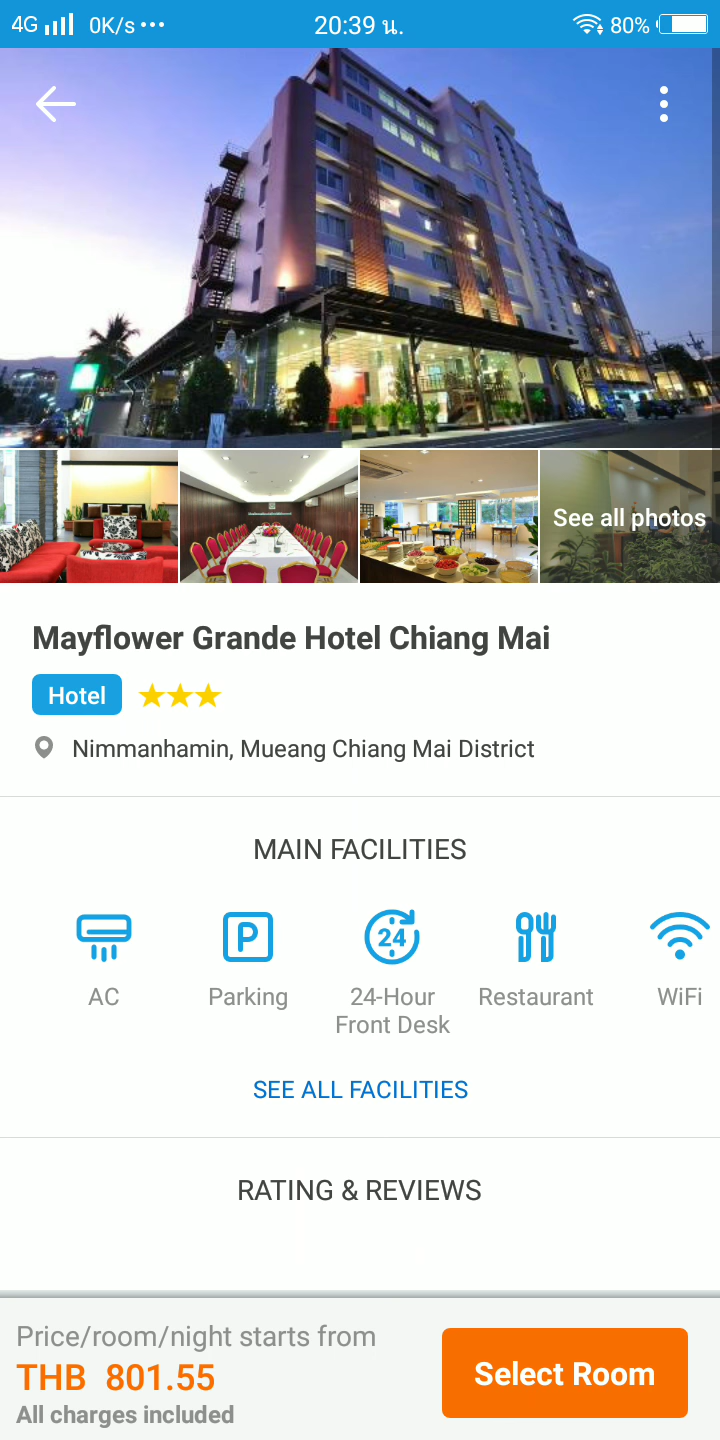 4G 0K/s 20:39 น. 80%
See all photos
Mayflower Grande Hotel Chiang Mai
Hotel
Nimmanhamin, Mueang Chiang Mai District
MAIN FACILITIES
P 24
AC Parking 24-Hour Restaurant WiFi
Front Desk
SEE ALL FACILITIES
RATING & REVIEWS
Price/room/night starts from
THB 801.55
All charges included
Select Room